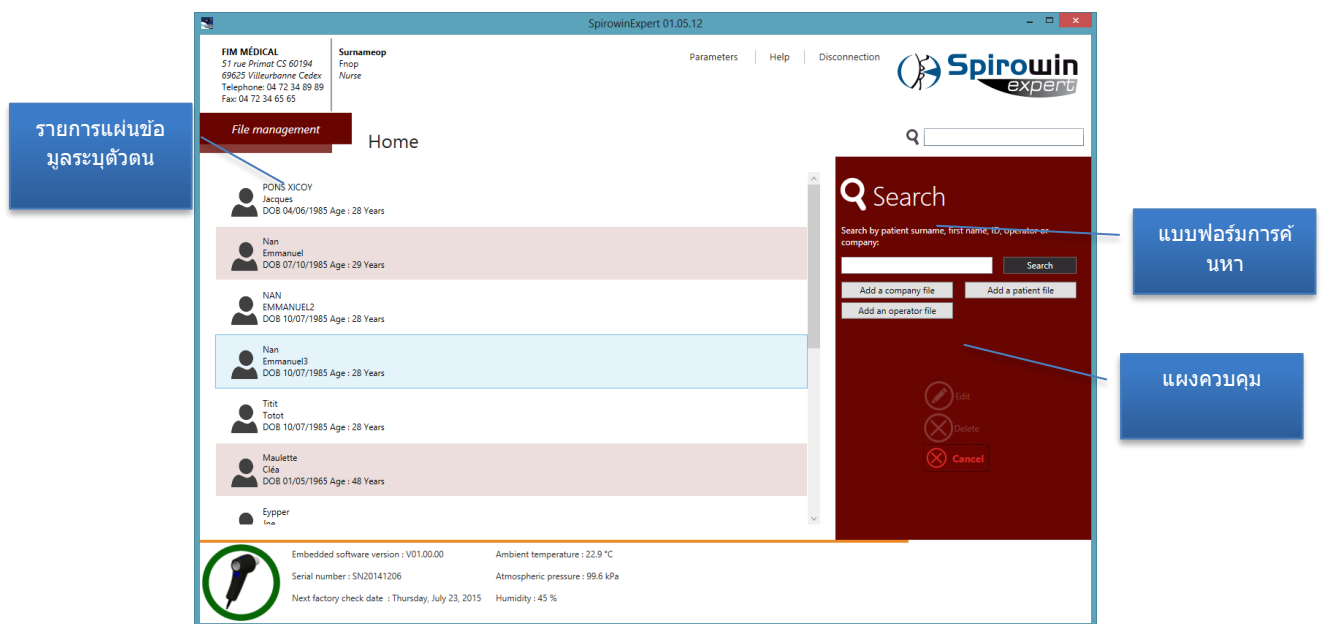 SpirowinExpert 01.05.12
FIM MÉDICAL
51 rue Primat CS 60194
69625 Villeurbanne Cedex
Telephone: 04 72 34 89 89
Fax: 04 72 34 65 65
Surnameop
Fnop
Nurse
Parameters
Help
Disconnection
Spirowin
expert
รายการแผ่นข้อ
มูลระบุตัวตน
File management
Home
PONS XICOY
Jacques
DOB 04/06/1985 Age : 28 Years
Nan
Emmanuel
DOB 07/10/1985 Age : 29 Years
NAN
EMMANUEL2
DOB 10/07/1985 Age : 28 Years
Nan
Emmanuel3
DOB 10/07/1985 Age : 28 Years
Titit
Totot
DOB 10/07/1985 Age : 28 Years
Maulette
Cléa
DOB 01/05/1965 Age : 48 Years
Eypper
Search
Search by patient surname, first name, ID, operator or
company:
Search
Add a company file
Add a patient file
Add an operator file
Edit
Delete
Cancel
แบบฟอร์มการค้
นหา
แผงควบคุม
Embedded software version : V01.00.00
Ambient temperature : 22.9 °C
Serial number : SN20141206
Atmospheric pressure : 99.6 kPa
Next factory check date : Thursday, July 23, 2015
Humidity : 45 %